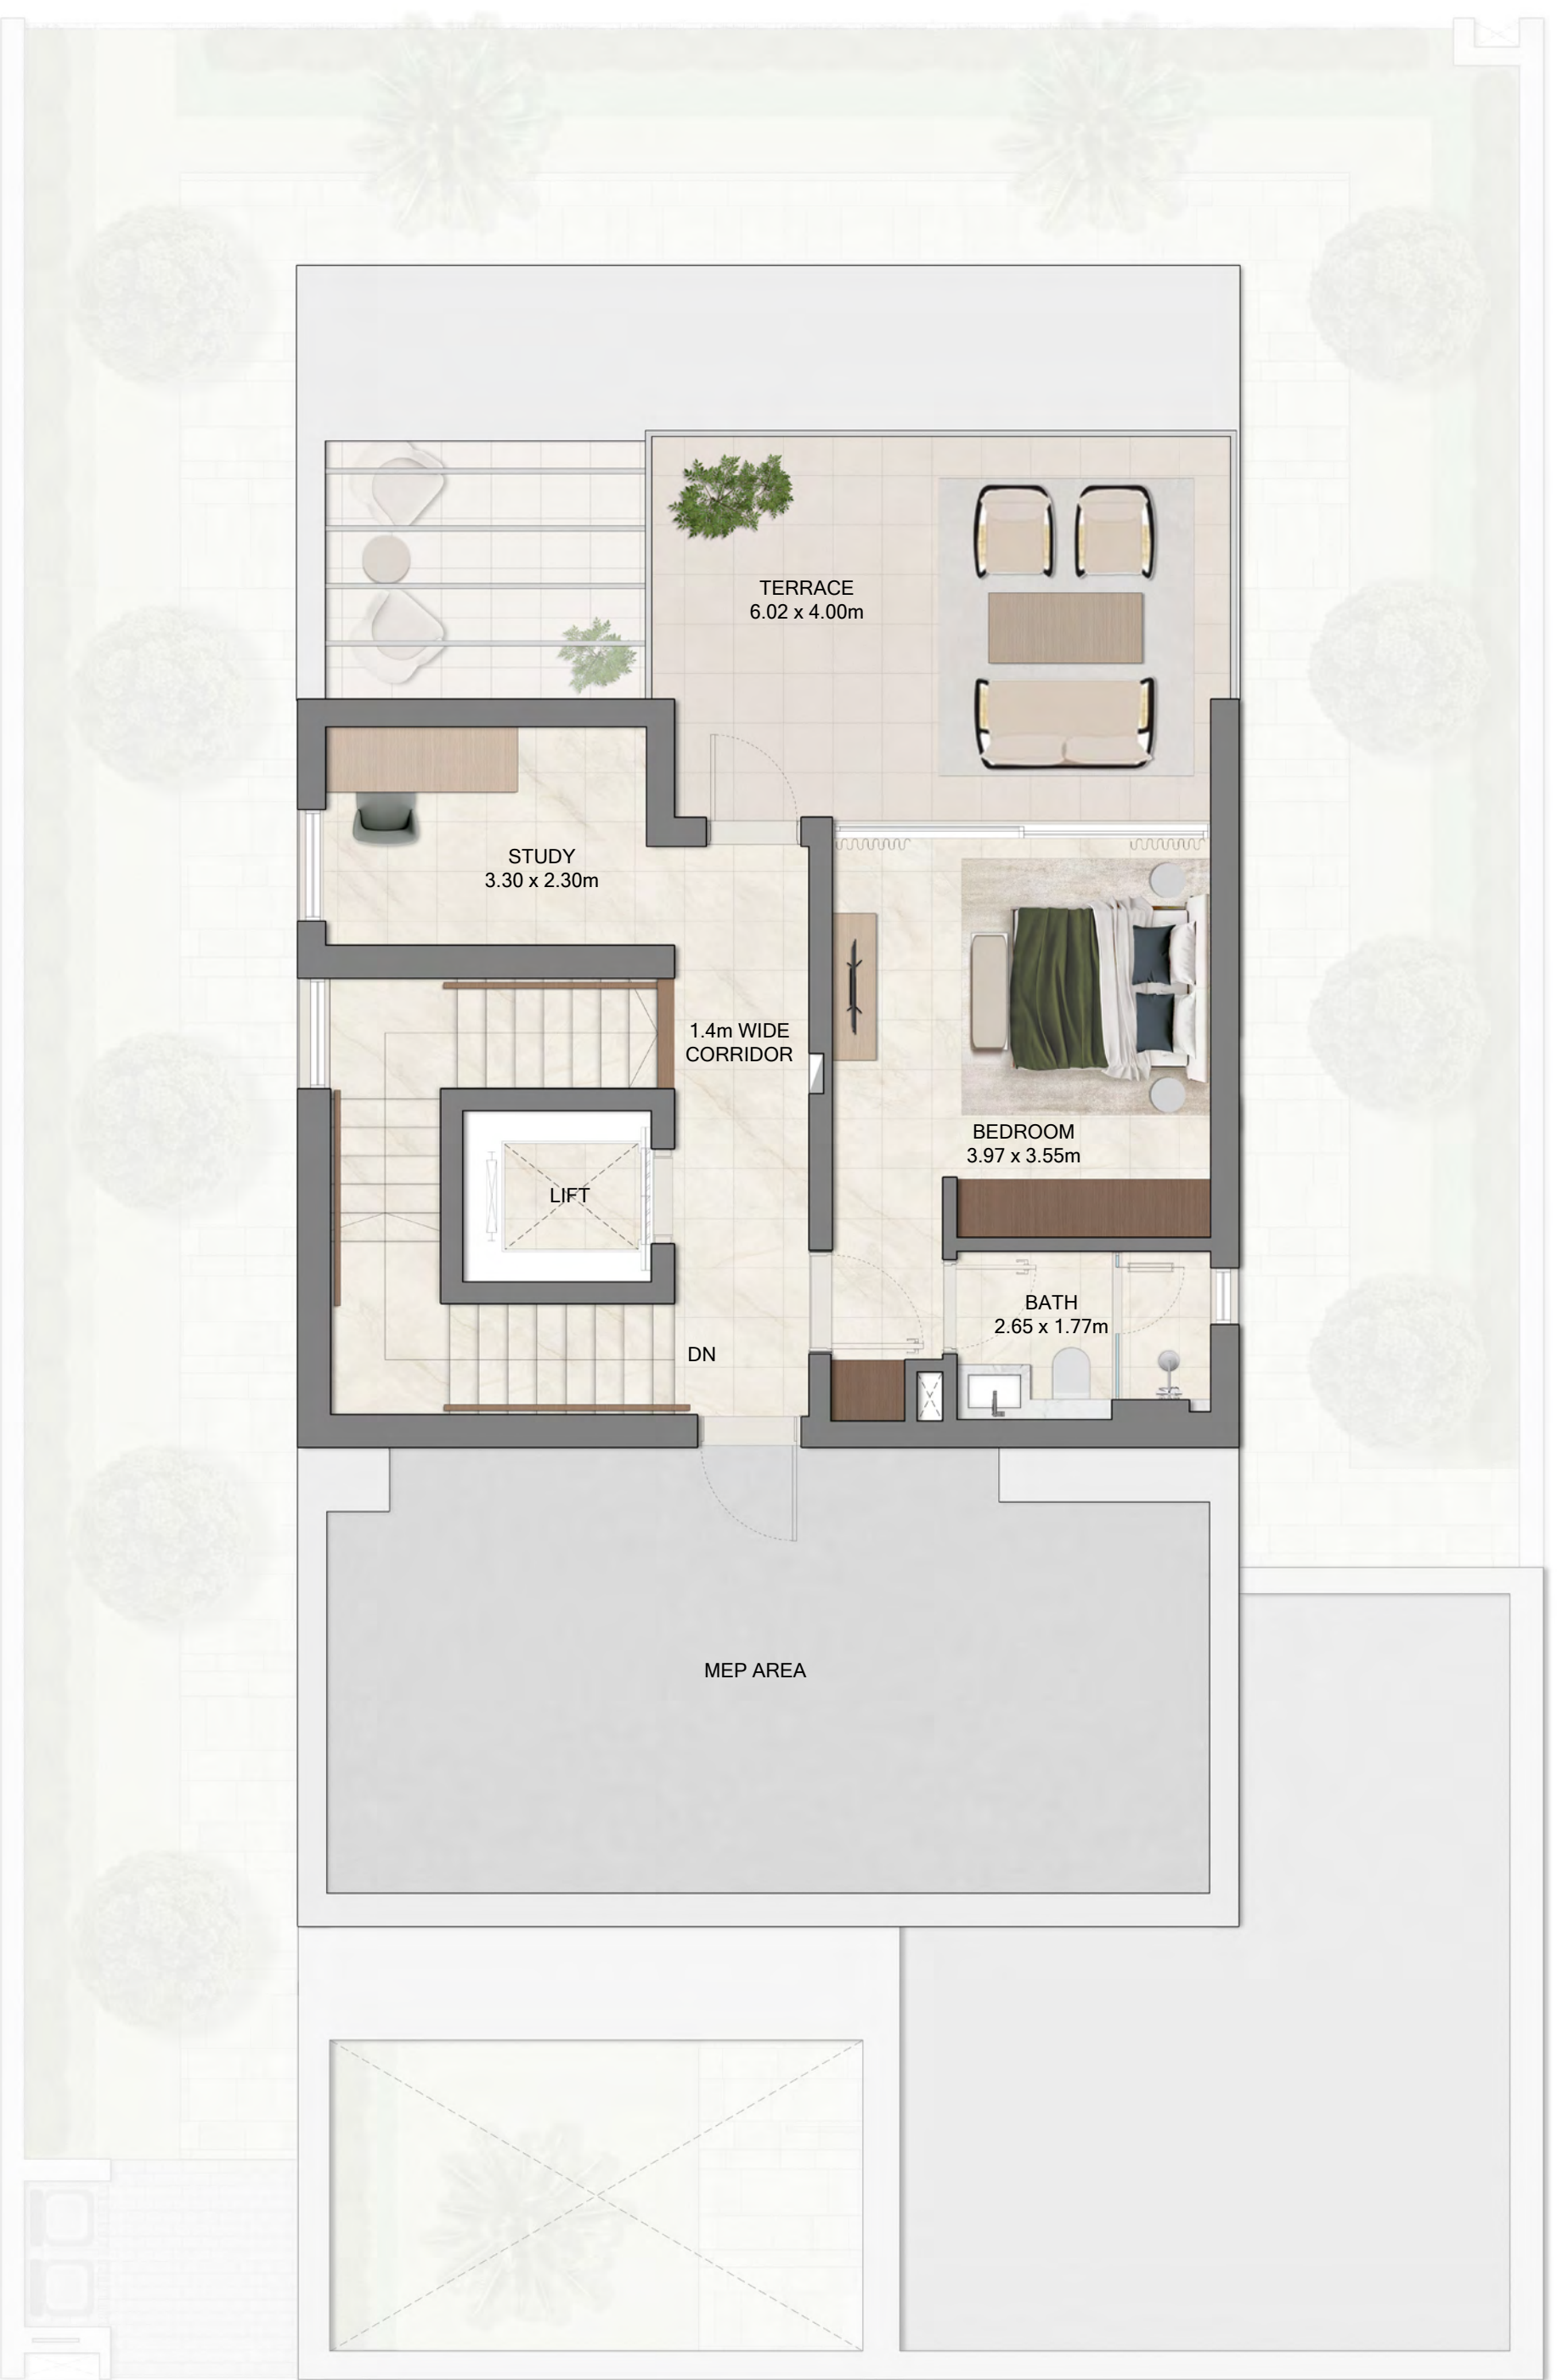 TERRACE
6.02 x 4.00m
STUDY
3.30 x 2.30m
1.4m WIDE
CORRIDOR
BEDROOM
3.97 x 3.55m
LIFT
BATH
2.65 x 1.77m
DN
MEP AREA